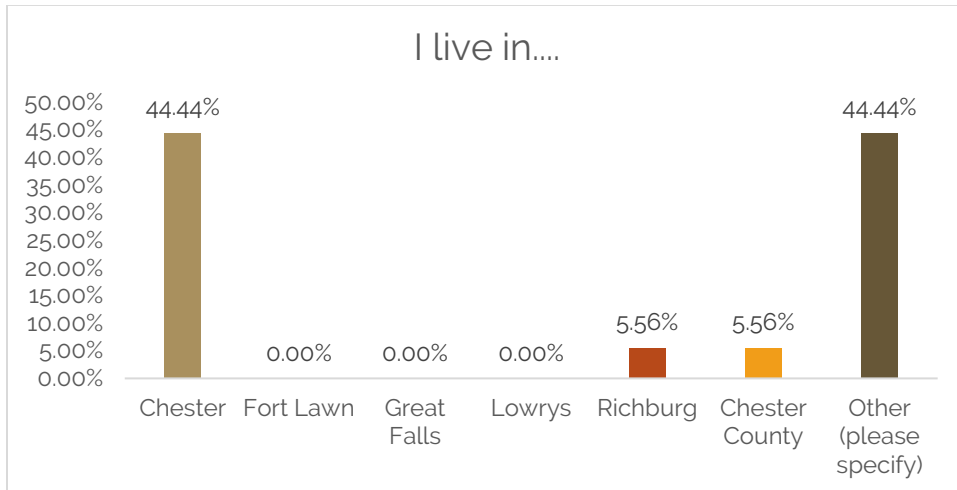 I live in....
50.00%
45.00%
40.00%
35.00%
30.00%
25.00%
20.00%
15.00%
10.00%
5.00%
0.00%
44.44%
0.00%
0.00%
0.00%
5.56%
5.56%
44.44%
Chester
Fort Lawn
Great
Falls
Lowrys
Richburg
Chester
County
Other
(please
specify)